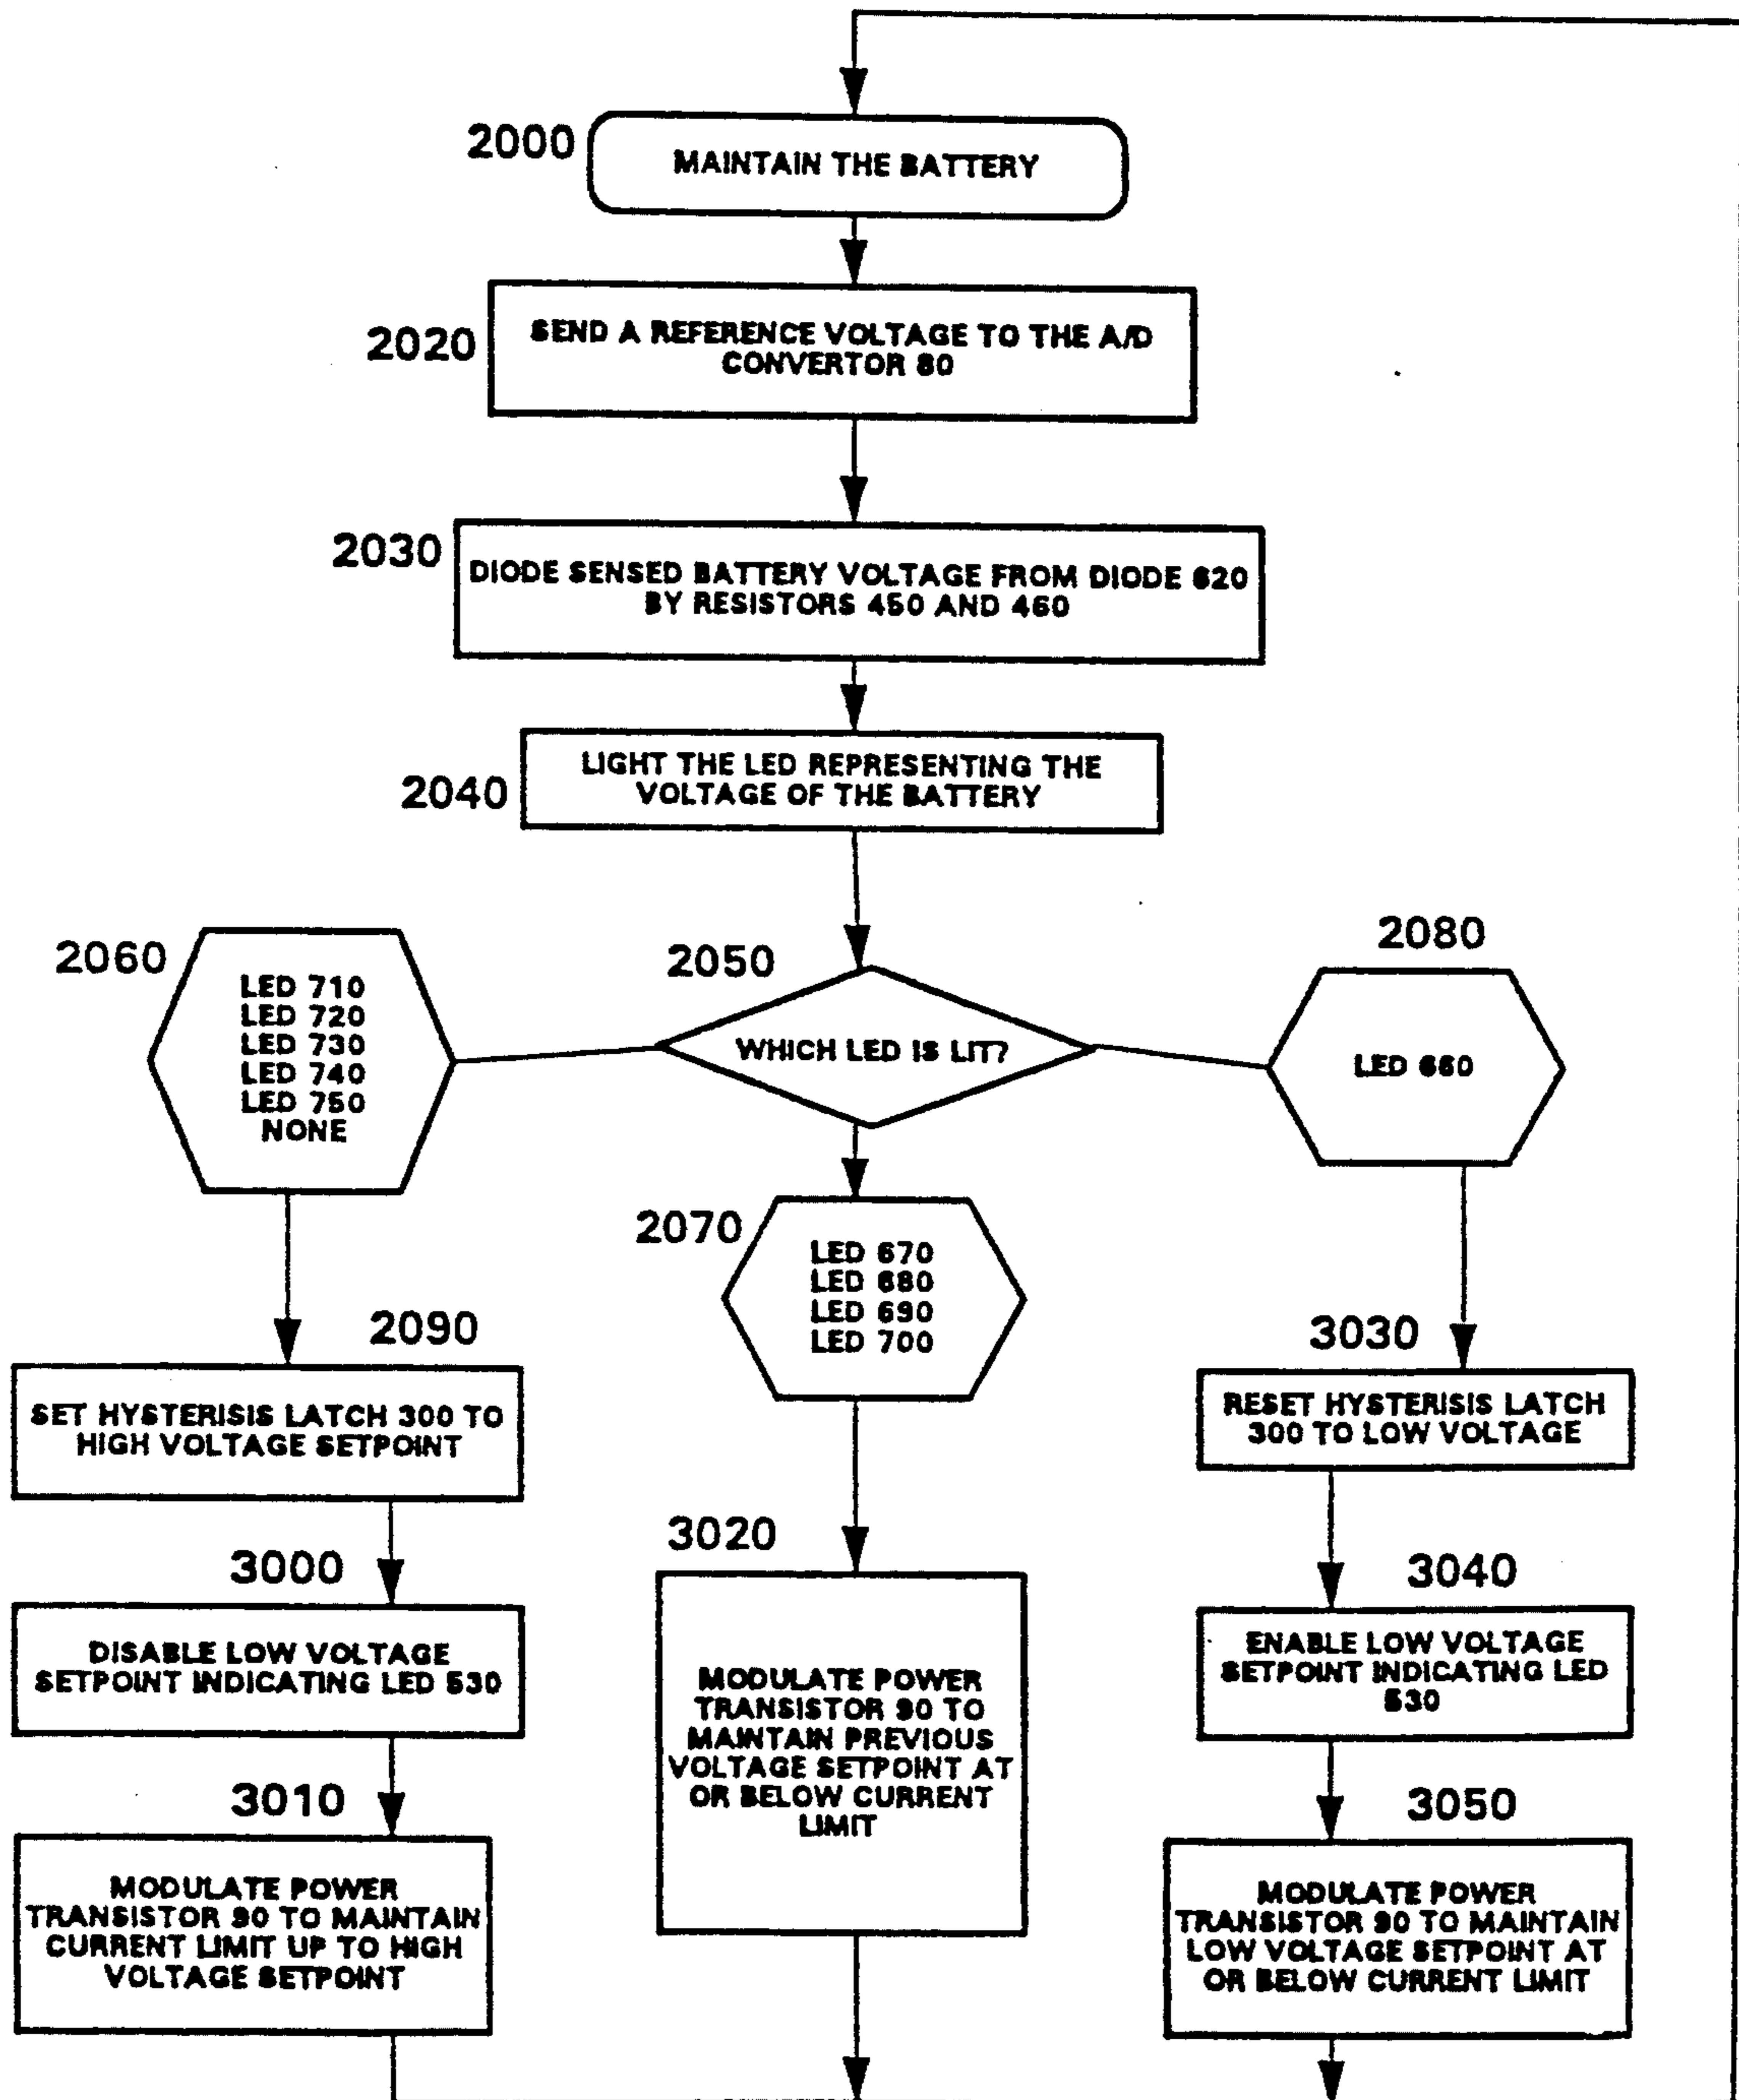 2000
MAINTAIN THE BATTERY
2020
SEND A REFERENCE VOLTAGE TO THE A/D
CONVERTOR 80
2030
DIODE SENSED BATTERY VOLTAGE FROM DIODE 620
BY RESISTORS 450 AND 460
2040
LIGHT THE LED REPRESENTING THE
VOLTAGE OF THE BATTERY
2060
LED 710
LED 720
LED 730
LED 740
LED 750
NONE
2050
WHICH LED IS LIT?
2080
LED 660
2070
LED 670
LED 680
LED 690
LED 700
2090
SET HYSTERISIS LATCH 300 TO
HIGH VOLTAGE SETPOINT
3000
DISABLE LOW VOLTAGE
SETPOINT INDICATING LED 530
3010
MODULATE POWER
TRANSISTOR 90 TO MAINTAIN
CURRENT LIMIT UP TO HIGH
VOLTAGE SETPOINT
3020
MODULATE POWER
TRANSISTOR 90 TO
MAINTAIN PREVIOUS
VOLTAGE SETPOINT AT
OR BELOW CURRENT
LIMIT
3030
RESET HYSTERISIS LATCH
300 TO LOW VOLTAGE
3040
ENABLE LOW VOLTAGE
SETPOINT INDICATING LED
530
3050
MODULATE POWER
TRANSISTOR 90 TO MAINTAIN
LOW VOLTAGE SETPOINT AT
OR BELOW CURRENT LIMIT